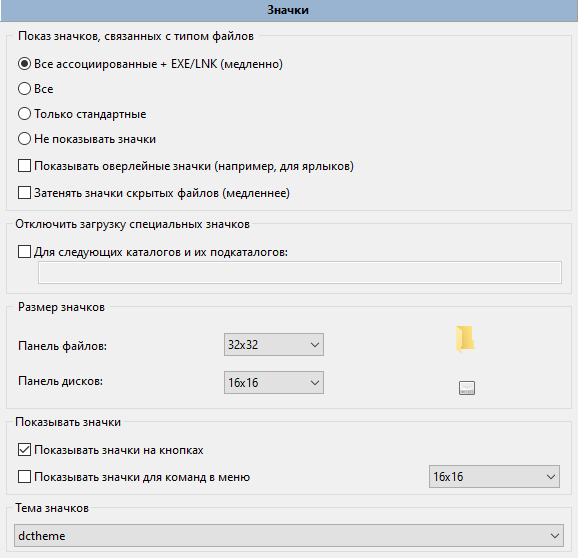 Значки
Показ значков, связанных с типом файлов
Все ассоциированные + EXE/LNK (медленно)
Все
Только стандартные
Не показывать значки
Показывать оверлейные значки (например, для ярлыков)
Затенять значки скрытых файлов (медленнее)
Отключить загрузку специальных значков
Для следующих каталогов и их подкаталогов:
Размер значков
Панель файлов:
32x32
Панель дисков:
16x16
Показывать значки
Показывать значки на кнопках
Показывать значки для команд в меню
16x16
Тема значков
dctheme